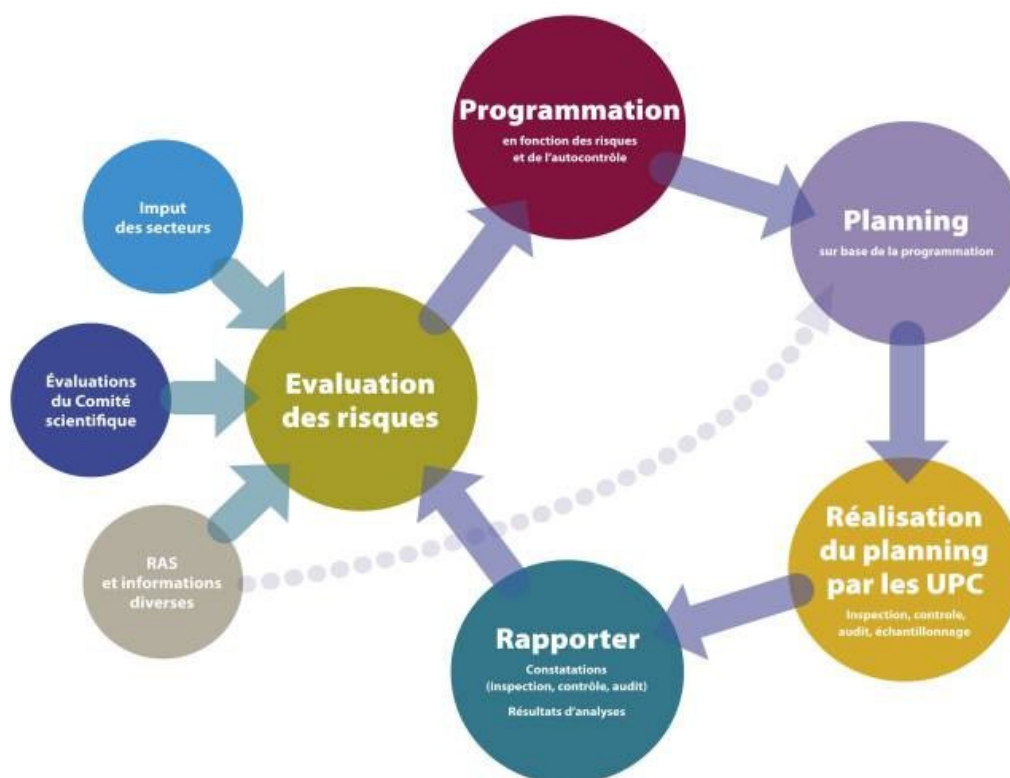 Programmation
en fonction des risques
et de l'autocontrôle
Imput
des secteurs
Planning
sur base de la programmation
Évaluations
du Comité
scientifique
Evaluation
des risques
RAS
et informations
diverses
Réalisation
du planning
par les UPC
Inspection, controle,
audit, échantillonnage
Rapporter
Constatations
(inspection, contrôle, audit)
Résultats d'analyses